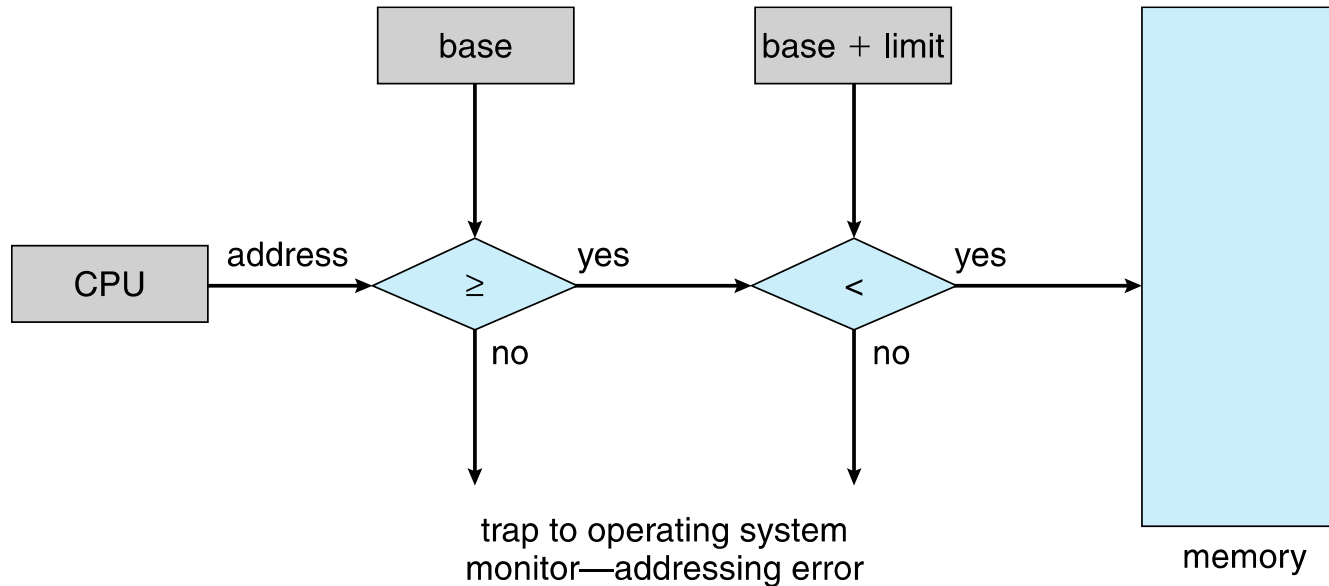 base
base + limit
CPU
address
≥
yes
<
yes
no
no
trap to operating system
monitor—addressing error
memory